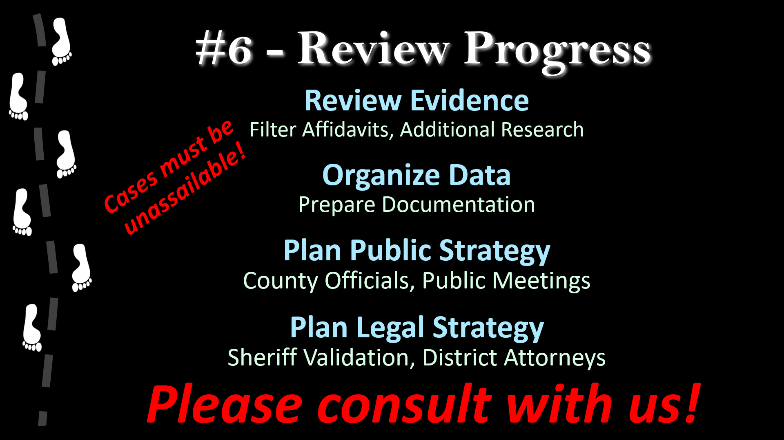 #6 - Review Progress
Review Evidence
Filter Affidavits, Additional Research
Cases must be
unassailable!
Organize Data
Prepare Documentation
Plan Public Strategy
County Officials, Public Meetings
Plan Legal Strategy
Sheriff Validation, District Attorneys
Please consult with us!